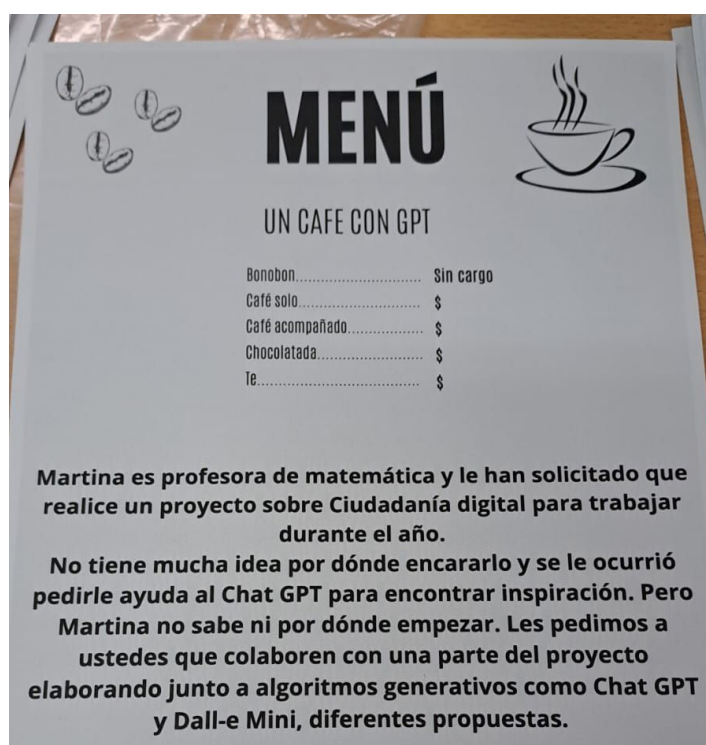 MENÚ
UN CAFE CON GPT
Bonobon.............................. Sin cargo
Café solo............................. $
Café acompañado.................. $
Chocolatada......................... $
Te....................................... $
Martina es profesora de matemática y le han solicitado que
realice un proyecto sobre Ciudadanía digital para trabajar
durante el año.
No tiene mucha idea por dónde encararlo y se le ocurrió
pedirle ayuda al Chat GPT para encontrar inspiración. Pero
Martina no sabe ni por dónde empezar. Les pedimos a
ustedes que colaboren con una parte del proyecto
elaborando junto a algoritmos generativos como Chat GPT
y Dall-e Mini, diferentes propuestas.